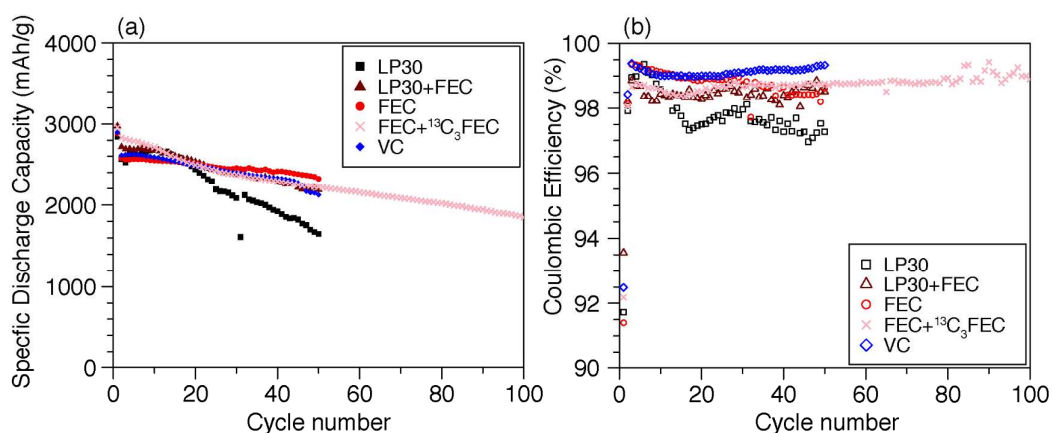 (a)
Specfic Discharge Capacity (mAh/g)
4000
3000
2000
1000
0
0 20 40 60 80 100
Cycle number
LP30
LP30+FEC
FEC
FEC+¹³C₃FEC
VC
(b)
Coulombic Efficiency (%)
100
98
96
94
92
90
0 20 40 60 80 100
Cycle number
LP30
LP30+FEC
FEC
FEC+¹³C₃FEC
VC